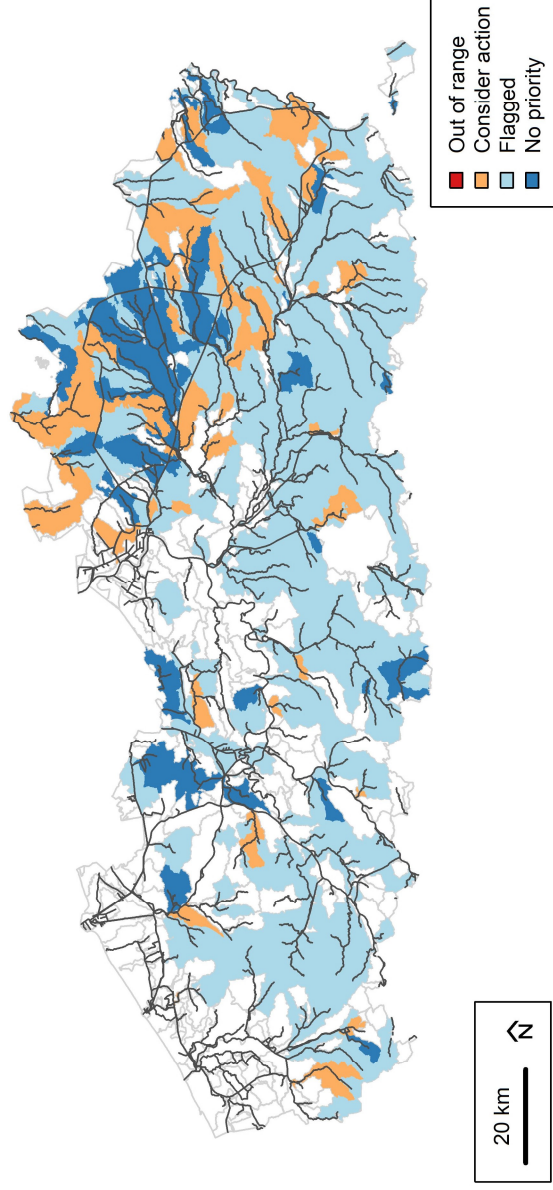 Out of range
Consider action
Flagged
No priority
20 km
N